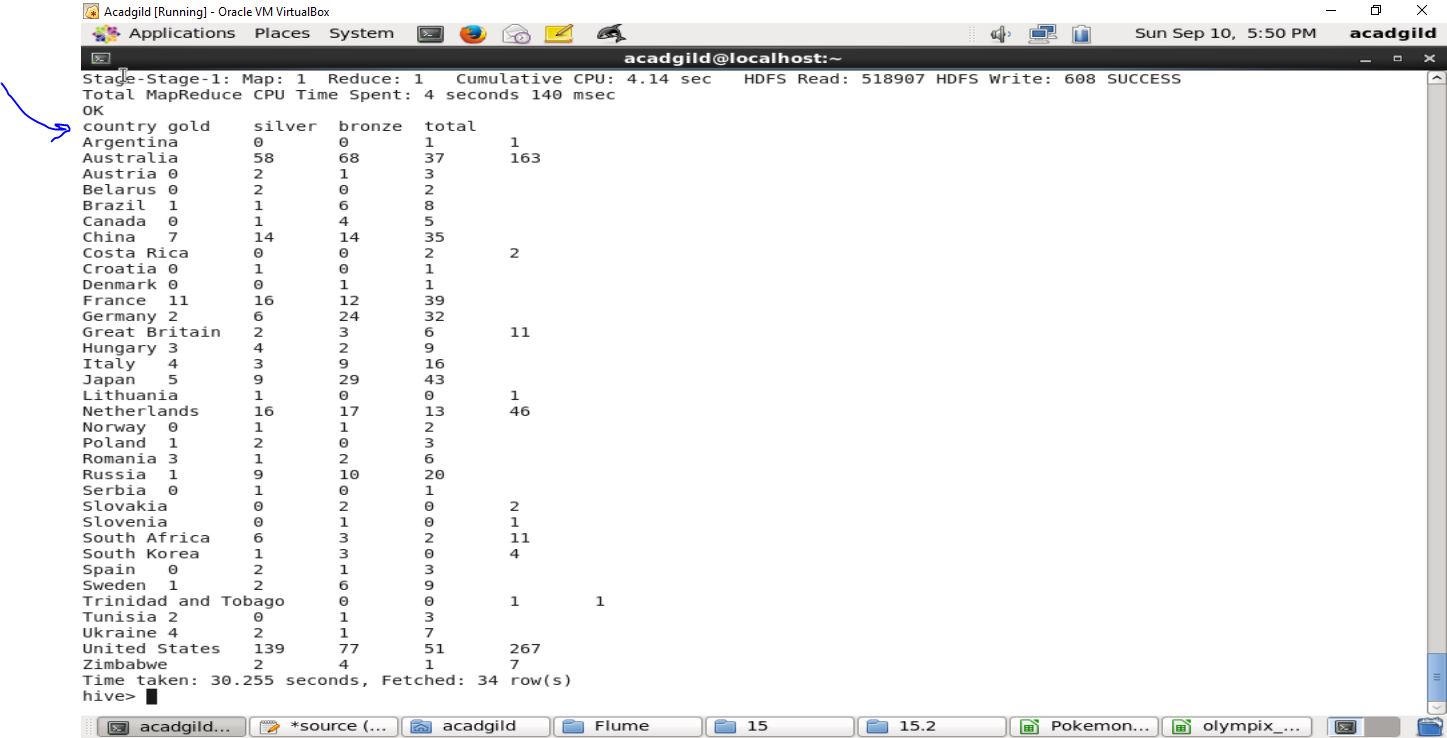 Acadgild [Running] - Oracle VM VirtualBox
Applications Places System Sun Sep 10, 5:50 PM acadgild
acadgild@localhost:~
Stage-Stage-1: Map: 1 Reduce: 1 Cumulative CPU: 4.14 sec HDFS Read: 518907 HDFS Write: 608 SUCCESS
Total MapReduce CPU Time Spent: 4 seconds 140 msec
OK
country gold silver bronze total
Argentina 0 0 1 1
Australia 58 68 37 163
Austria 0 2 1 3
Belarus 0 2 0 2
Brazil 1 1 6 8
Canada 0 1 4 5
China 7 14 14 35
Costa Rica 0 0 2 2
Croatia 0 1 0 1
Denmark 0 0 1 1
France 11 16 12 39
Germany 2 6 24 32
Great Britain 2 3 6 11
Hungary 3 4 2 9
Italy 4 3 9 16
Japan 5 9 29 43
Lithuania 1 0 0 1
Netherlands 16 17 13 46
Norway 0 1 1 2
Poland 1 2 0 3
Romania 3 1 2 6
Russia 1 9 10 20
Serbia 0 1 0 1
Slovakia 0 2 0 2
Slovenia 0 1 0 1
South Africa 6 3 2 11
South Korea 1 3 0 4
Spain 0 2 1 3
Sweden 1 2 6 9
Trinidad and Tobago 0 0 1 1
Tunisia 2 0 1 3
Ukraine 4 2 1 7
United States 139 77 51 267
Zimbabwe 2 4 1 7
Time taken: 30.255 seconds, Fetched: 34 row(s)
hive>
acadgild... *source (... acadgild Flume 15 15.2 Pokemon... olympix_...